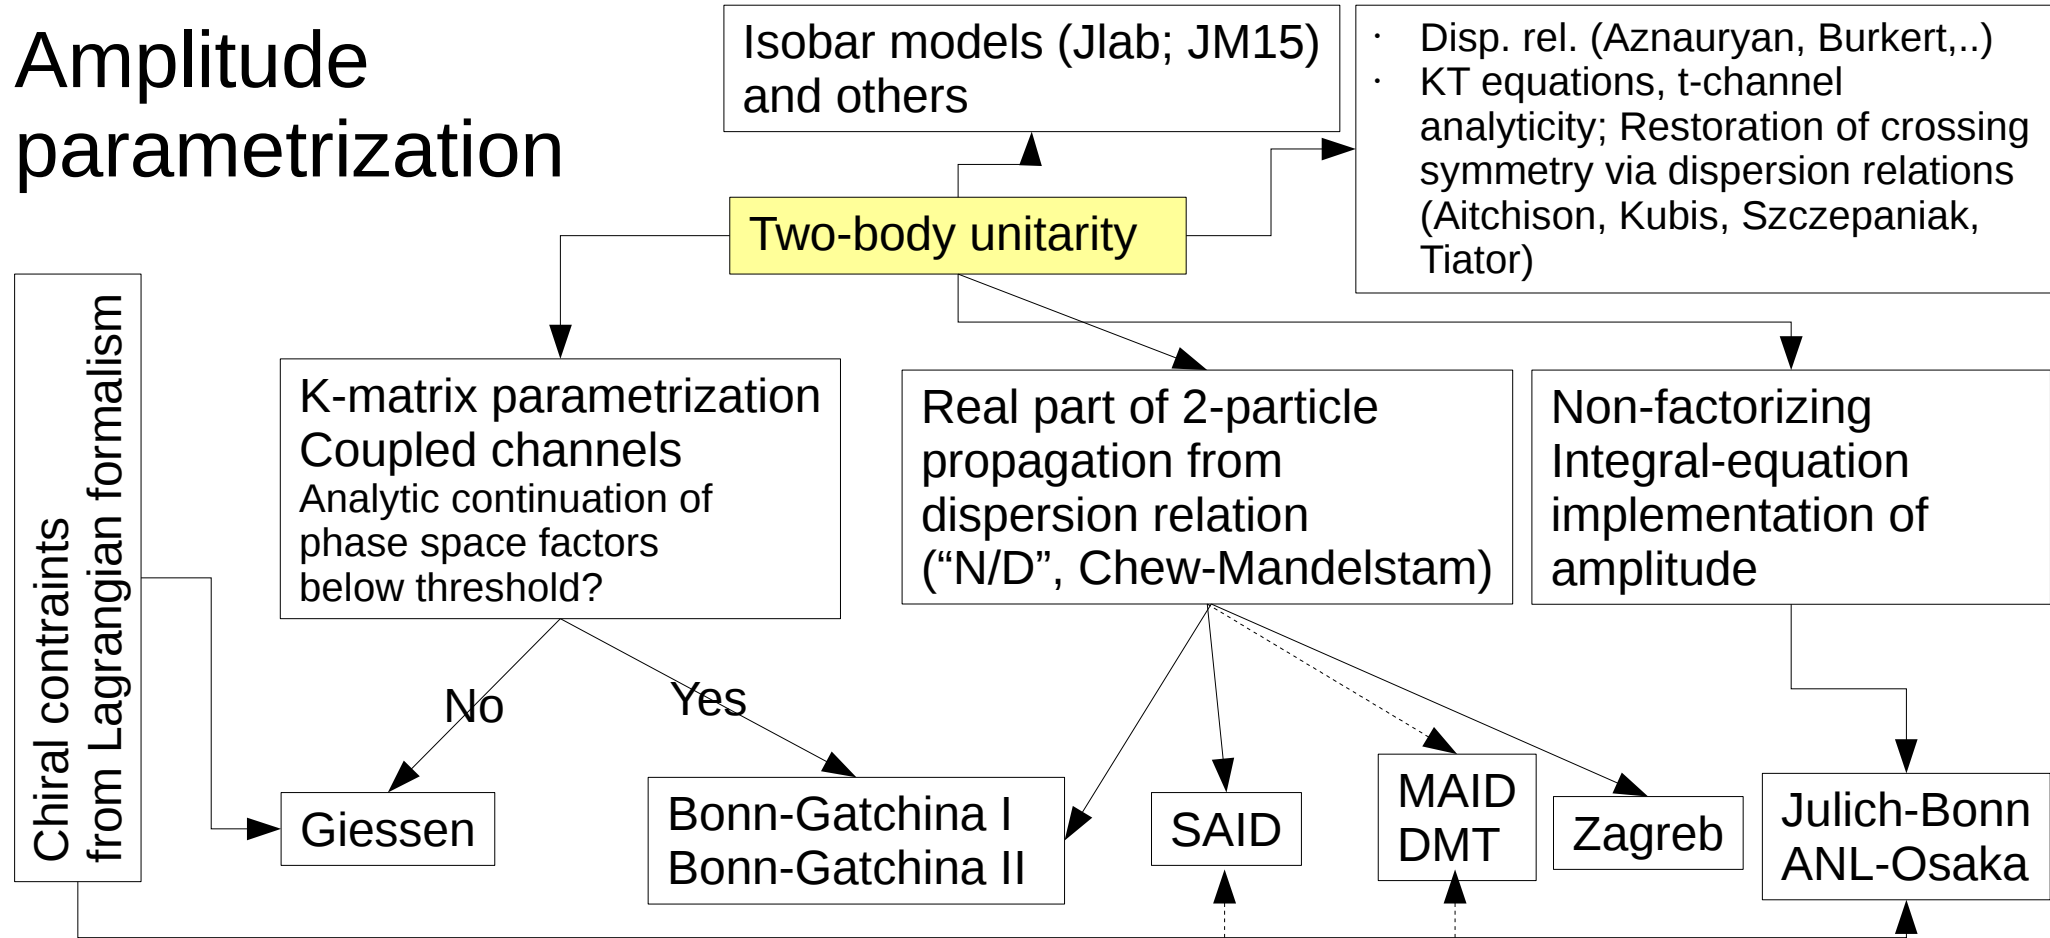 Amplitude
parametrization
Isobar models (Jlab; JM15)
and others
· Disp. rel. (Aznauryan, Burkert,..)
· KT equations, t-channel
analyticity; Restoration of crossing
symmetry via dispersion relations
(Aitchison, Kubis, Szczepaniak,
Tiator)
Two-body unitarity
Chiral contraints
from Lagrangian formalism
K-matrix parametrization
Coupled channels
Analytic continuation of
phase space factors
below threshold?
Real part of 2-particle
propagation from
dispersion relation
(“N/D”, Chew-Mandelstam)
Non-factorizing
Integral-equation
implementation of
amplitude
No
Yes
Giessen
Bonn-Gatchina I
Bonn-Gatchina II
SAID
MAID
DMT
Zagreb
Julich-Bonn
ANL-Osaka